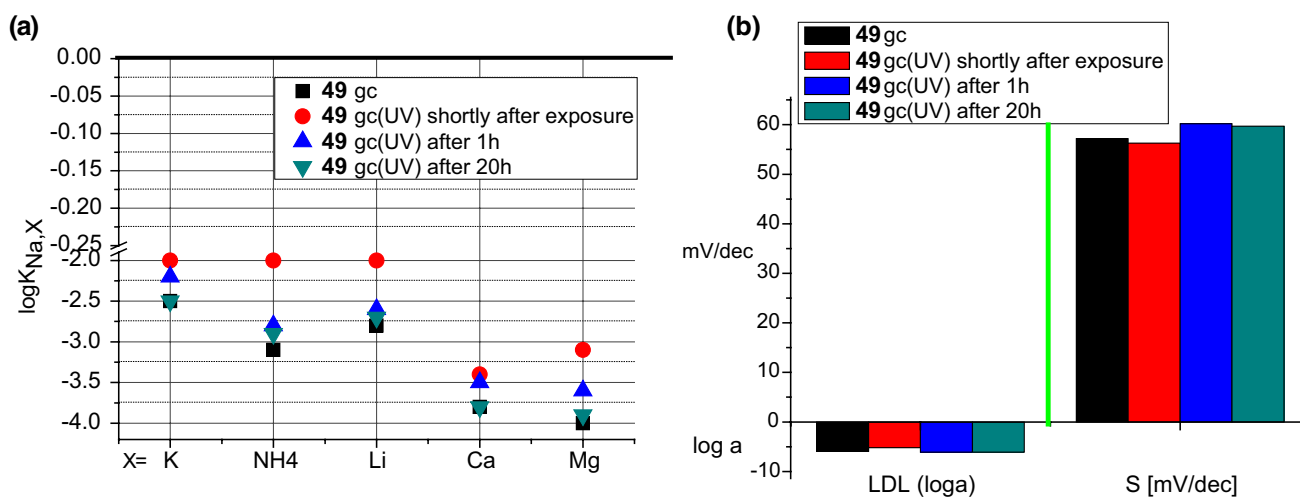 (a)
0.00
-0.05
-0.10
-0.15
-0.20
-0.25
-2.0
-2.5
-3.0
-3.5
-4.0
logK Na,X
49 gc
49 gc(UV) shortly after exposure
49 gc(UV) after 1h
49 gc(UV) after 20h
X= K NH4 Li Ca Mg
(b)
49 gc
49 gc(UV) shortly after exposure
49 gc(UV) after 1h
49 gc(UV) after 20h
60
mV/dec
50
40
30
20
10
0
log a
-10
LDL (loga) S [mV/dec]